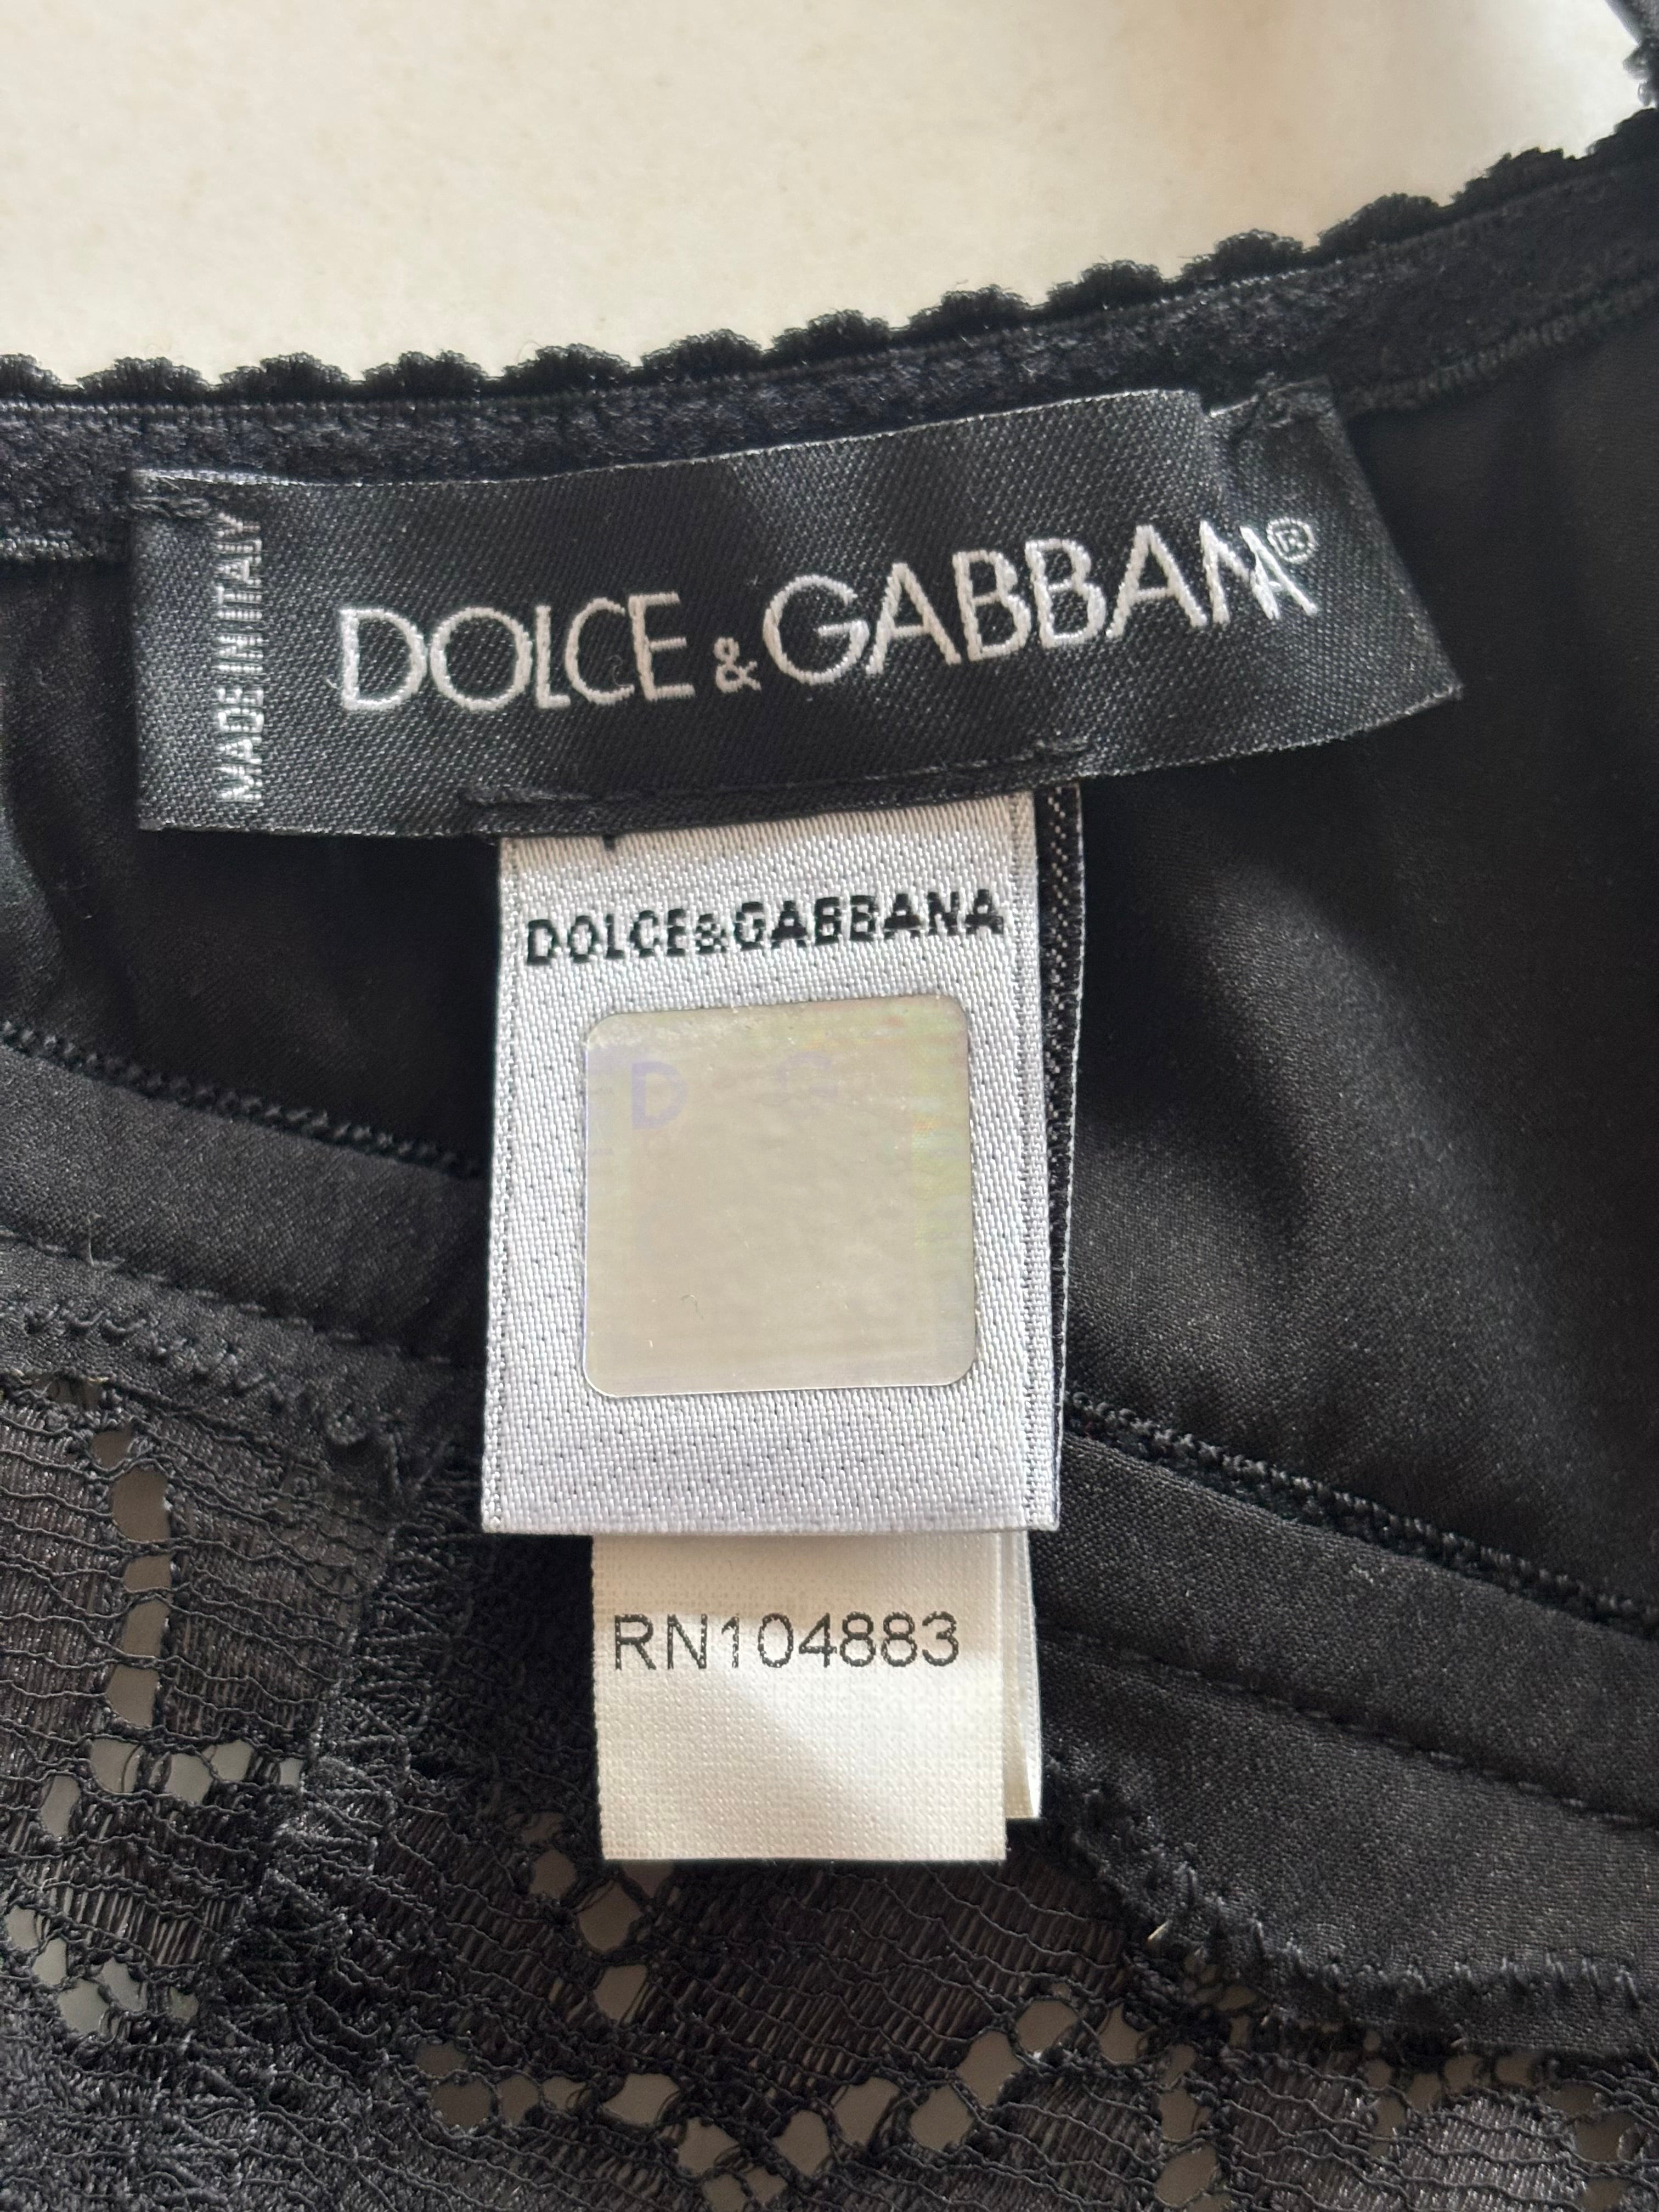 MADE IN ITALY
DOLCE & GABBANA®
DOLCE&GABBANA
D G
RN104883